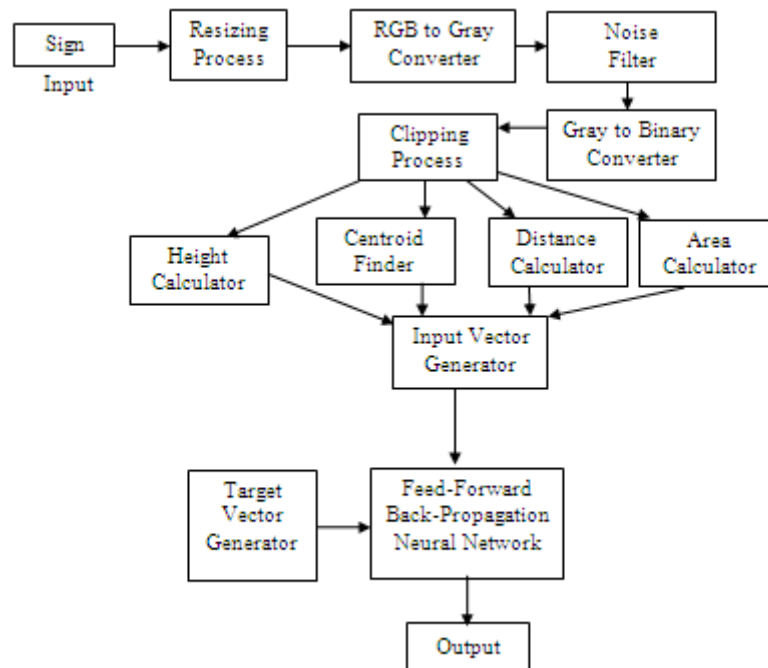 Sign
Input
Resizing
Process
RGB to Gray
Converter
Noise
Filter
Gray to Binary
Converter
Clipping
Process
Height
Calculator
Centroid
Finder
Distance
Calculator
Area
Calculator
Input Vector
Generator
Target
Vector
Generator
Feed-Forward
Back-Propagation
Neural Network
Output